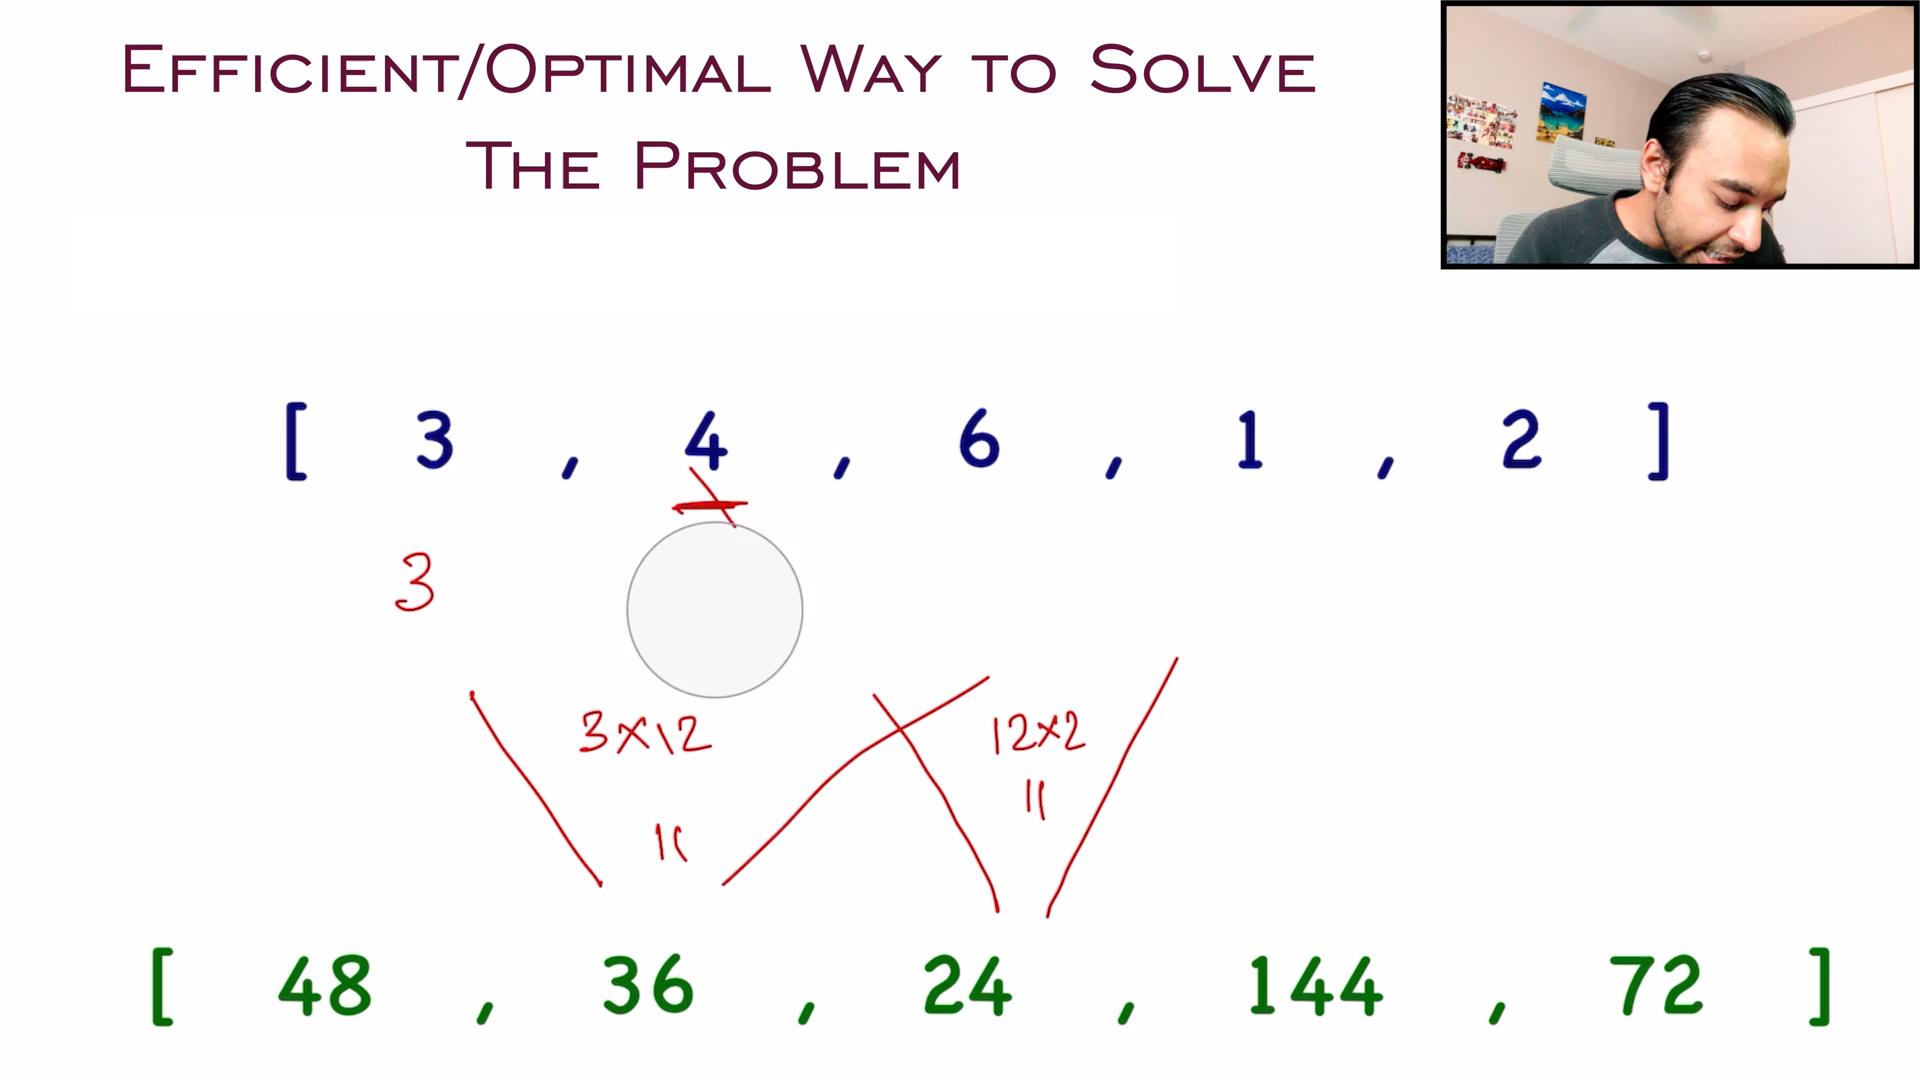 Efficient/Optimal Way to Solve
The Problem
[ 3 , 4 , 6 , 1 , 2 ]
3
3×12
12×2
||
||
[ 48 , 36 , 24 , 144 , 72 ]